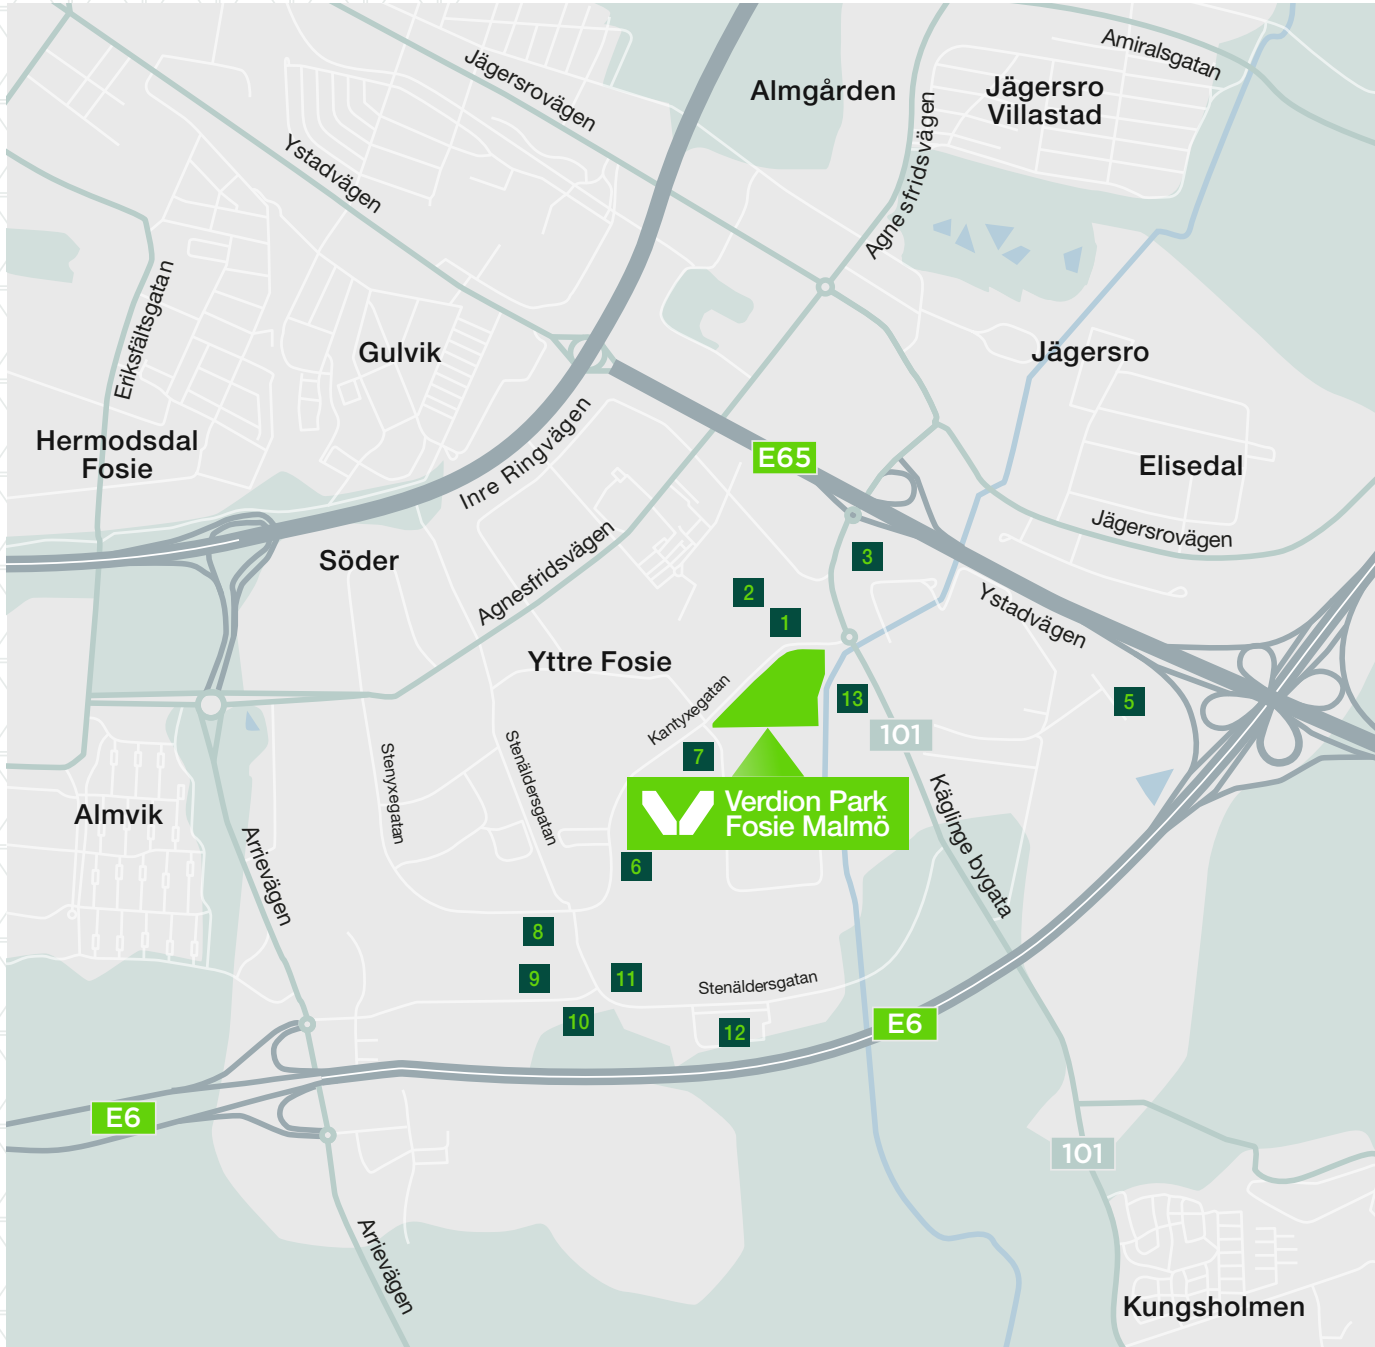 Amiralsgatan
Jägersrovägen
Almgården
Jägersro
Villastad
Ystadvägen
Agnesfridsvägen
Eriksfältsgatan
Gulvik
Jägersro
Hermodsdal
Fosie
Inre Ringvägen
E65
Elisedal
Jägersrovägen
Söder
Agnesfridsvägen
3
2
1
Ystadvägen
Yttre Fosie
Kantyxegatan
13
5
101
Stenyxegatan
Stenäldersgatan
7
Verdion Park
Fosie Malmö
Almvik
Arrievägen
Käglinge bygata
6
8
9
11
Stenäldersgatan
10
12
E6
E6
101
Arrievägen
Kungsholmen